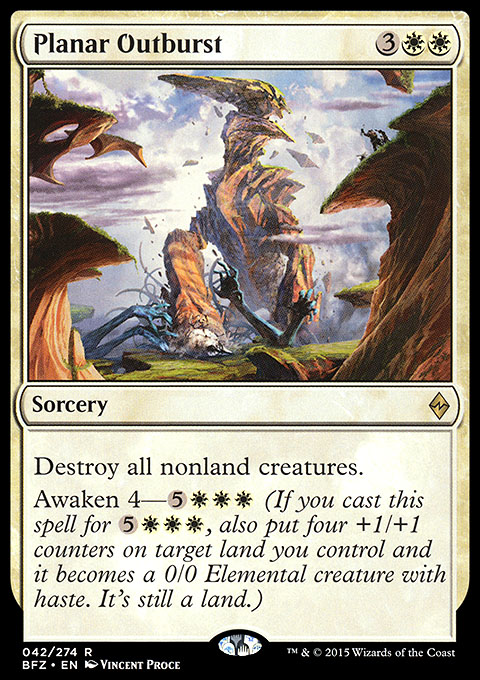 Planar Outburst 3
Sorcery
Destroy all nonland creatures.
Awaken 4—5 (If you cast this
spell for 5, also put four +1/+1
counters on target land you control and
it becomes a 0/0 Elemental creature with
haste. It's still a land.)
042/274 R
™ & © 2015 Wizards of the Coast
BFZ • EN Vincent Proce